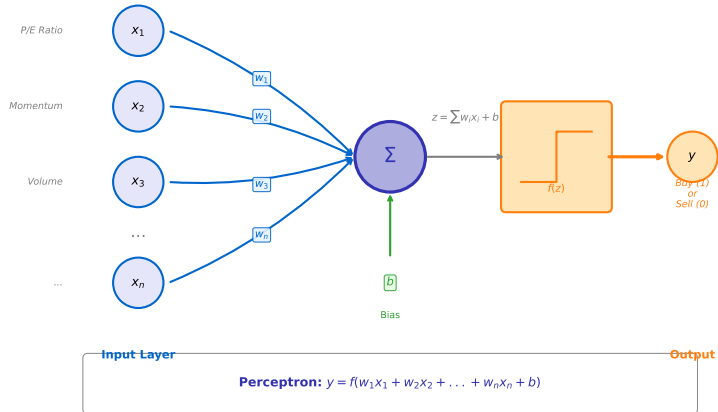 P/E Ratio
x₁
w₁
Momentum
x₂
w₂
z = ∑wᵢxᵢ + b
Σ
y
f(z)
Volume
x₃
w₃
Buy (1)
or
Sell (0)
...
...
xₙ
wₙ
b
Bias
Input Layer
Output
Perceptron: y = f(w₁x₁ + w₂x₂ + . . . + wₙxₙ + b)